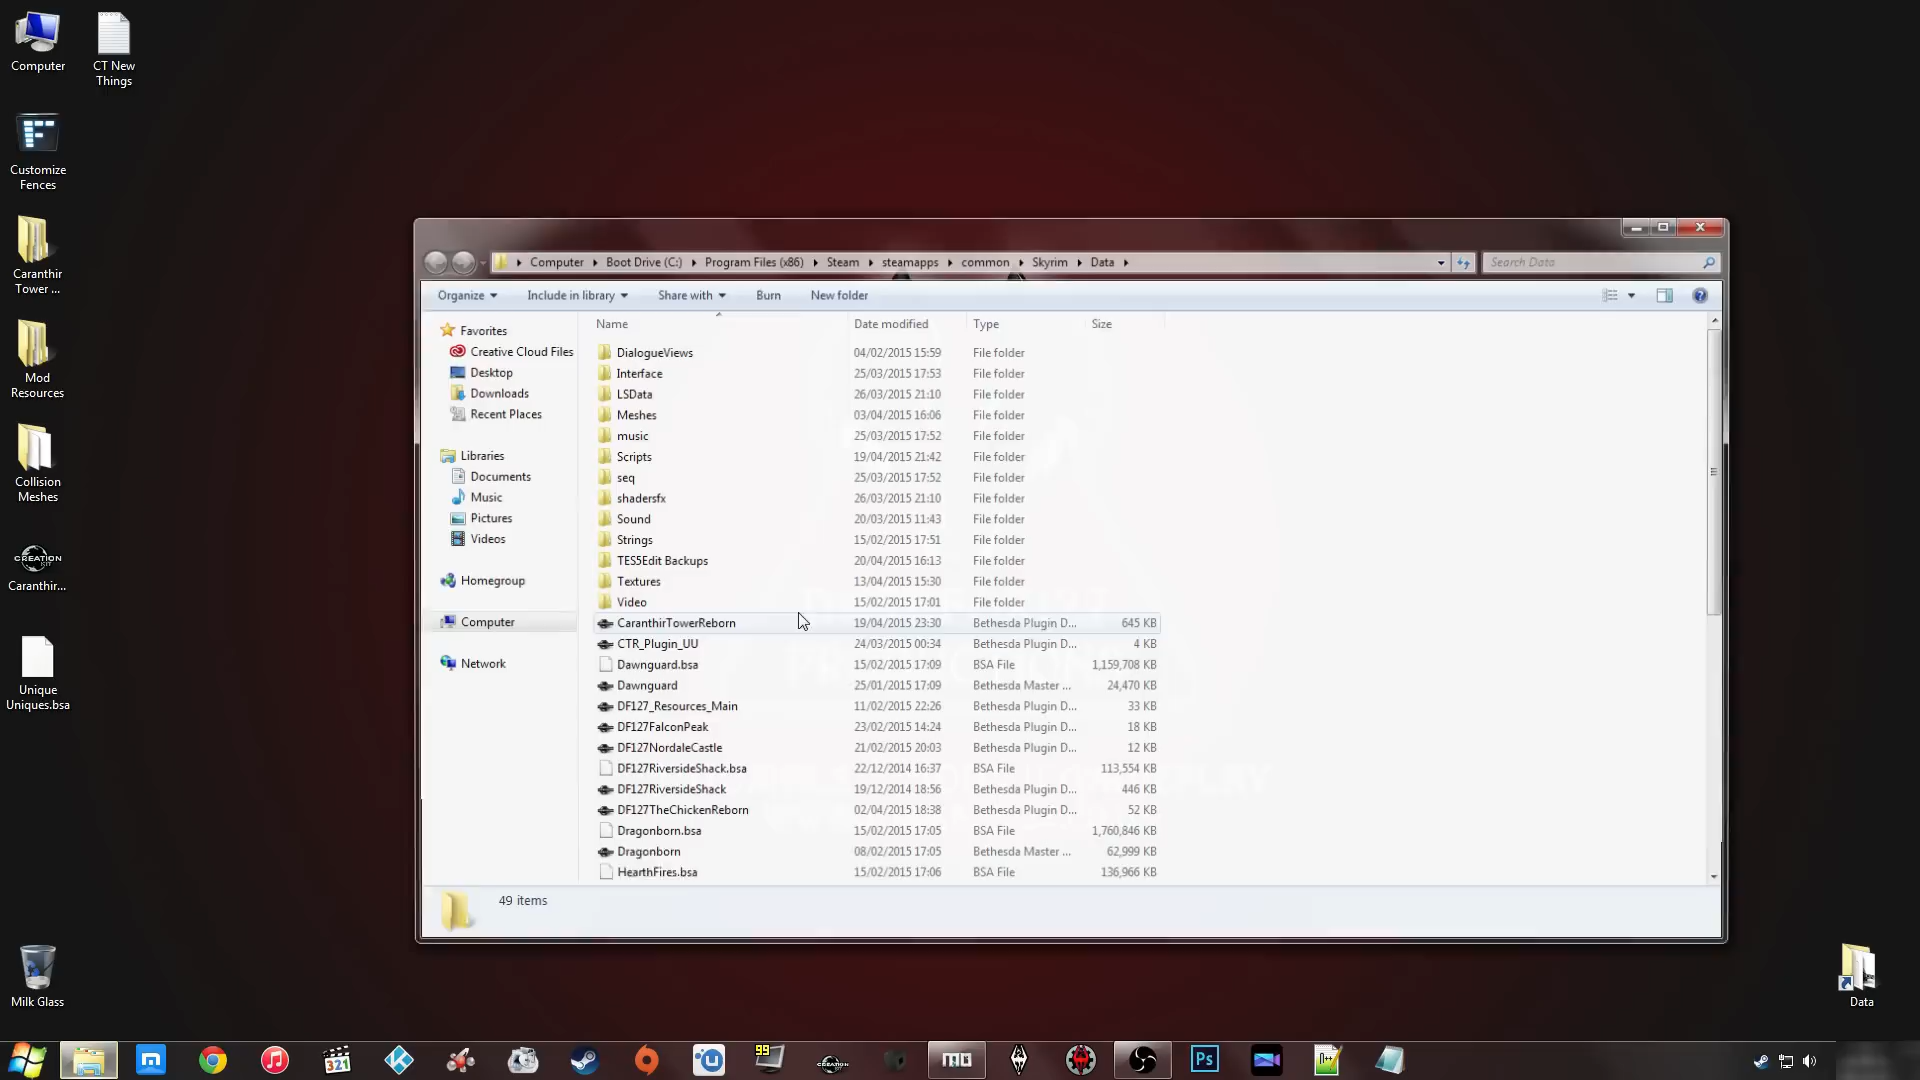 Computer
CT New
Things
Customize
Fences
Caranthir
Tower ...
Mod
Resources
Collision
Meshes
CREATION
KIT
Caranthir...
Unique
Uniques.bsa
Milk Glass
Computer
Boot Drive (C:)
Program Files (x86)
Steam
steamapps
common
Skyrim
Data
Search Data
Organize
Include in library
Share with
Burn
New folder
Favorites
Creative Cloud Files
Desktop
Downloads
Recent Places
Libraries
Documents
Music
Pictures
Videos
Homegroup
Computer
Network
Name Date modified Type Size
DialogueViews 04/02/2015 15:59 File folder
Interface 25/03/2015 17:53 File folder
LSData 26/03/2015 21:10 File folder
Meshes 03/04/2015 16:06 File folder
music 25/03/2015 17:52 File folder
Scripts 19/04/2015 21:42 File folder
seq 25/03/2015 17:52 File folder
shadersfx 26/03/2015 21:10 File folder
Sound 20/03/2015 11:43 File folder
Strings 15/02/2015 17:51 File folder
TES5Edit Backups 20/04/2015 16:13 File folder
Textures 13/04/2015 15:30 File folder
Video 15/02/2015 17:01 File folder
CaranthirTowerReborn 19/04/2015 23:30 Bethesda Plugin D... 645 KB
CTR_Plugin_UU 24/03/2015 00:34 Bethesda Plugin D... 4 KB
Dawnguard.bsa 15/02/2015 17:09 BSA File 1,159,708 KB
Dawnguard 25/01/2015 17:09 Bethesda Master ... 24,470 KB
DF127_Resources_Main 11/02/2015 22:26 Bethesda Plugin D... 33 KB
DF127FalconPeak 23/02/2015 14:24 Bethesda Plugin D... 18 KB
DF127NordaleCastle 21/02/2015 20:03 Bethesda Plugin D... 12 KB
DF127RiversideShack.bsa 22/12/2014 16:37 BSA File 113,554 KB
DF127RiversideShack 19/12/2014 18:56 Bethesda Plugin D... 446 KB
DF127TheChickenReborn 02/04/2015 18:38 Bethesda Plugin D... 52 KB
Dragonborn.bsa 15/02/2015 17:05 BSA File 1,760,846 KB
Dragonborn 08/02/2015 17:05 Bethesda Master ... 62,999 KB
HearthFires.bsa 15/02/2015 17:06 BSA File 136,966 KB
49 items
Data
321
99
CREATION
MO
Ps